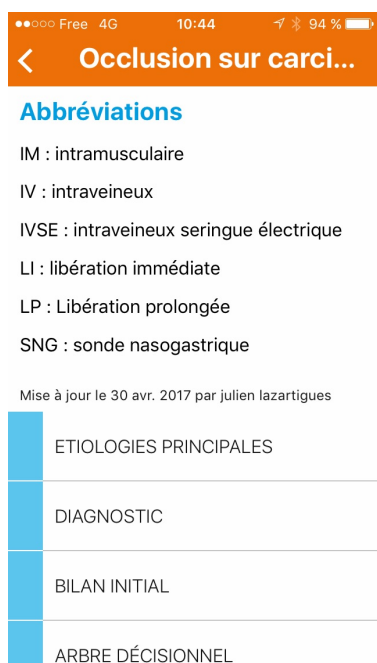 Free 4G 10:44 94 %
Occlusion sur carci...
Abbréviations
IM : intramusculaire
IV : intraveineux
IVSE : intraveineux seringue électrique
LI : libération immédiate
LP : Libération prolongée
SNG : sonde nasogastrique
Mise à jour le 30 avr. 2017 par julien lazartigues
ETIOLOGIES PRINCIPALES
DIAGNOSTIC
BILAN INITIAL
ARBRE DÉCISIONNEL